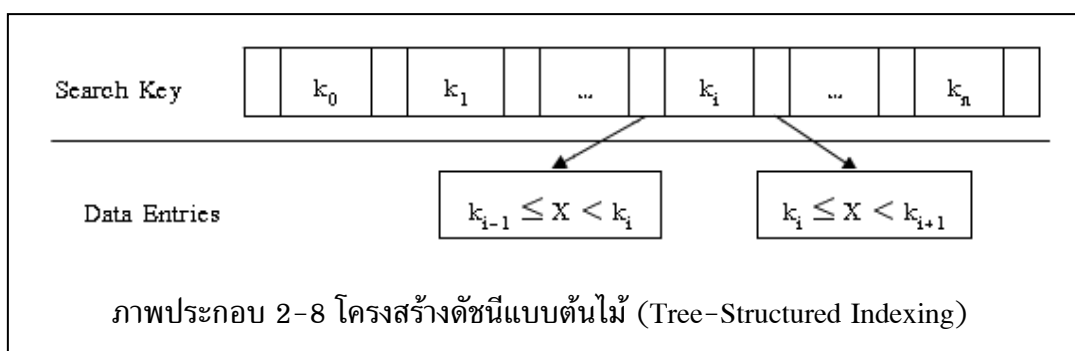 Search Key k₀ k₁ ... kᵢ ... kₙ
Data Entries kᵢ₋₁ ≤ X < kᵢ kᵢ ≤ X < kᵢ₊₁
ภาพประกอบ 2-8 โครงสร้างดัชนีแบบต้นไม้ (Tree-Structured Indexing)